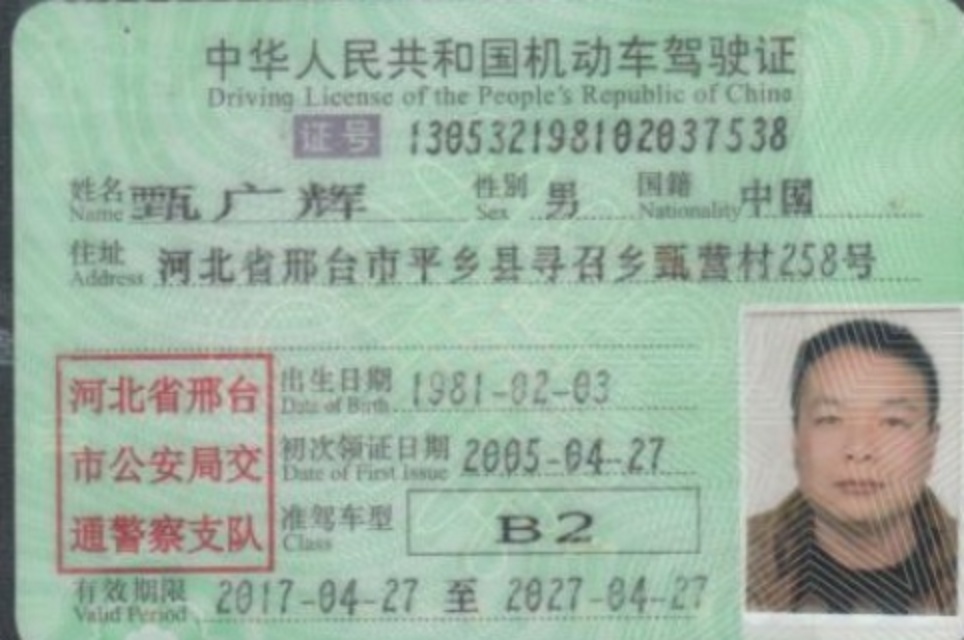 中华人民共和国机动车驾驶证
Driving License of the People's Republic of China
证号 130532198102037538
姓名 甄广辉 性别 男 国籍 中国
Name Sex Nationality
住址 河北省邢台市平乡县寻召乡甄营村258号
Address
河北省邢台
市公安局交
通警察支队
出生日期 1981-02-03
Date of Birth
初次领证日期 2005-04-27
Date of First Issue
准驾车型 B2
Class
有效期限 2017-04-27 至 2027-04-27
Valid Period